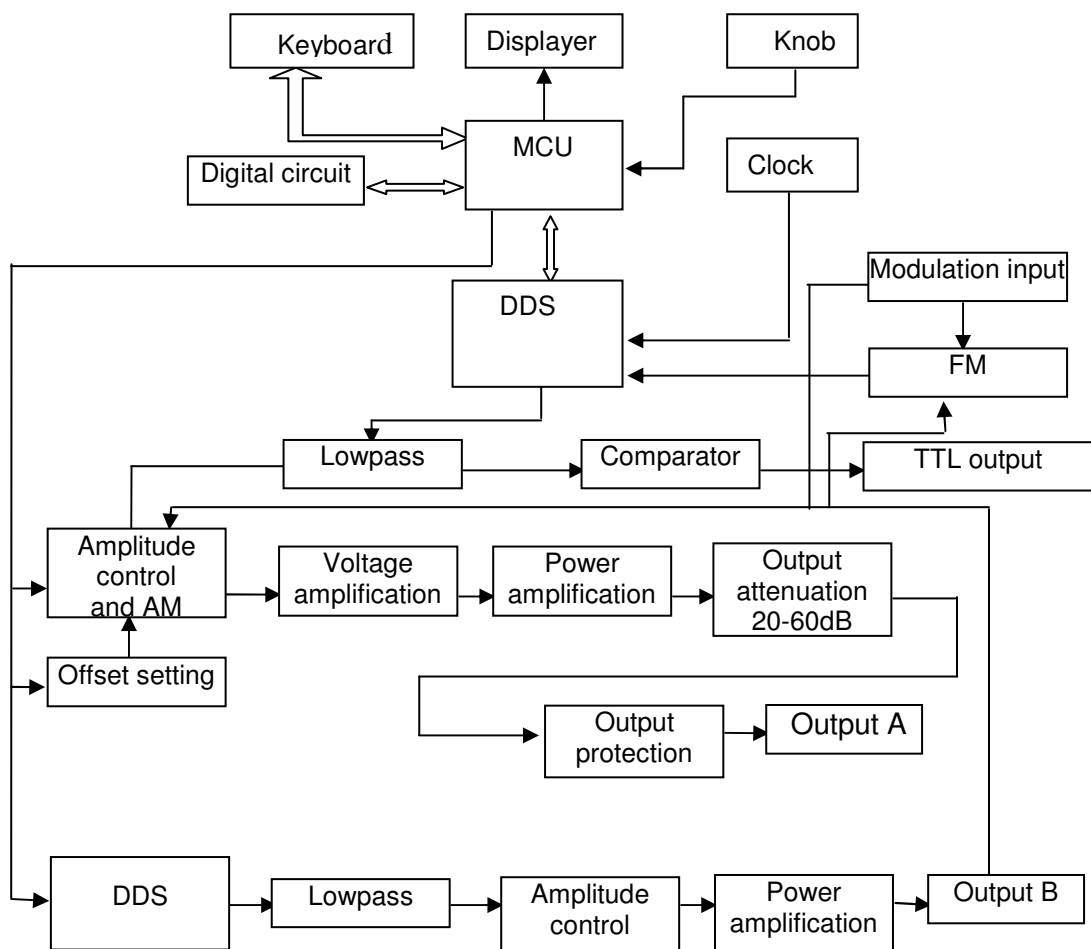 Keyboard
Displayer
Knob
MCU
Digital circuit
Clock
Modulation input
DDS
FM
Lowpass
Comparator
TTL output
Amplitude
control
and AM
Voltage
amplification
Power
amplification
Output
attenuation
20-60dB
Offset setting
Output
protection
Output A
DDS
Lowpass
Amplitude
control
Power
amplification
Output B